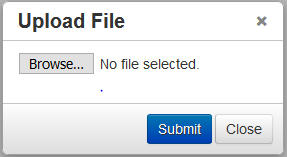 Upload File ×
Browse... No file selected.
.
Submit Close